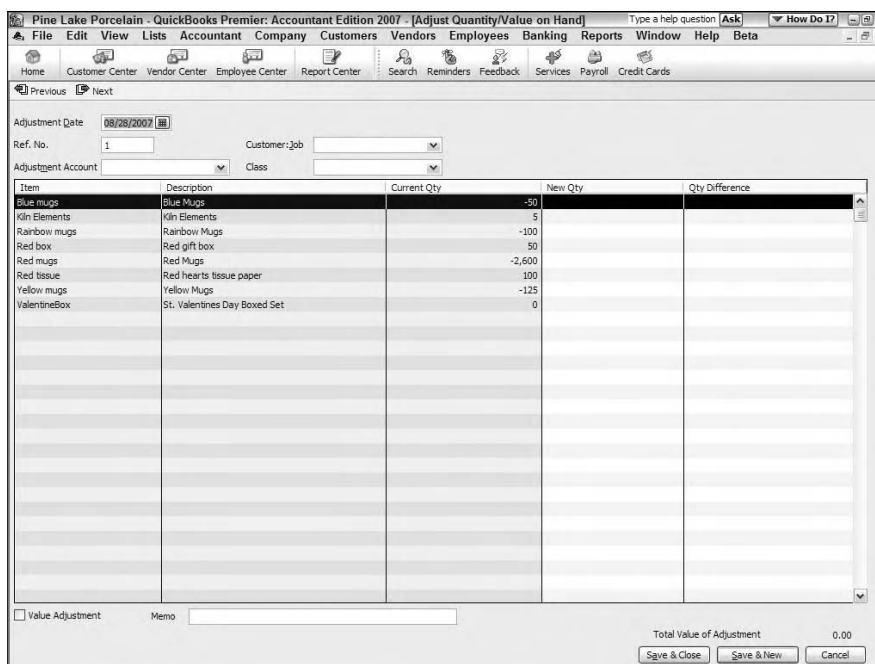 Pine Lake Porcelain - QuickBooks Premier: Accountant Edition 2007 - [Adjust Quantity/Value on Hand] Type a help question Ask How Do I?
File Edit View Lists Accountant Company Customers Vendors Employees Banking Reports Window Help Beta
Home Customer Center Vendor Center Employee Center Report Center Search Reminders Feedback Services Payroll Credit Cards
Previous Next
Adjustment Date 08/28/2007
Ref. No. 1 Customer:Job
Adjustment Account Class
Item Description Current Qty New Qty Qty Difference
Blue mugs Blue Mugs -50
Kiln Elements Kiln Elements 5
Rainbow mugs Rainbow Mugs -100
Red box Red gift box 50
Red mugs Red Mugs -2,600
Red tissue Red hearts tissue paper 100
Yellow mugs Yellow Mugs -125
ValentineBox St. Valentines Day Boxed Set 0
Value Adjustment Memo
Total Value of Adjustment 0.00
Save & Close Save & New Cancel